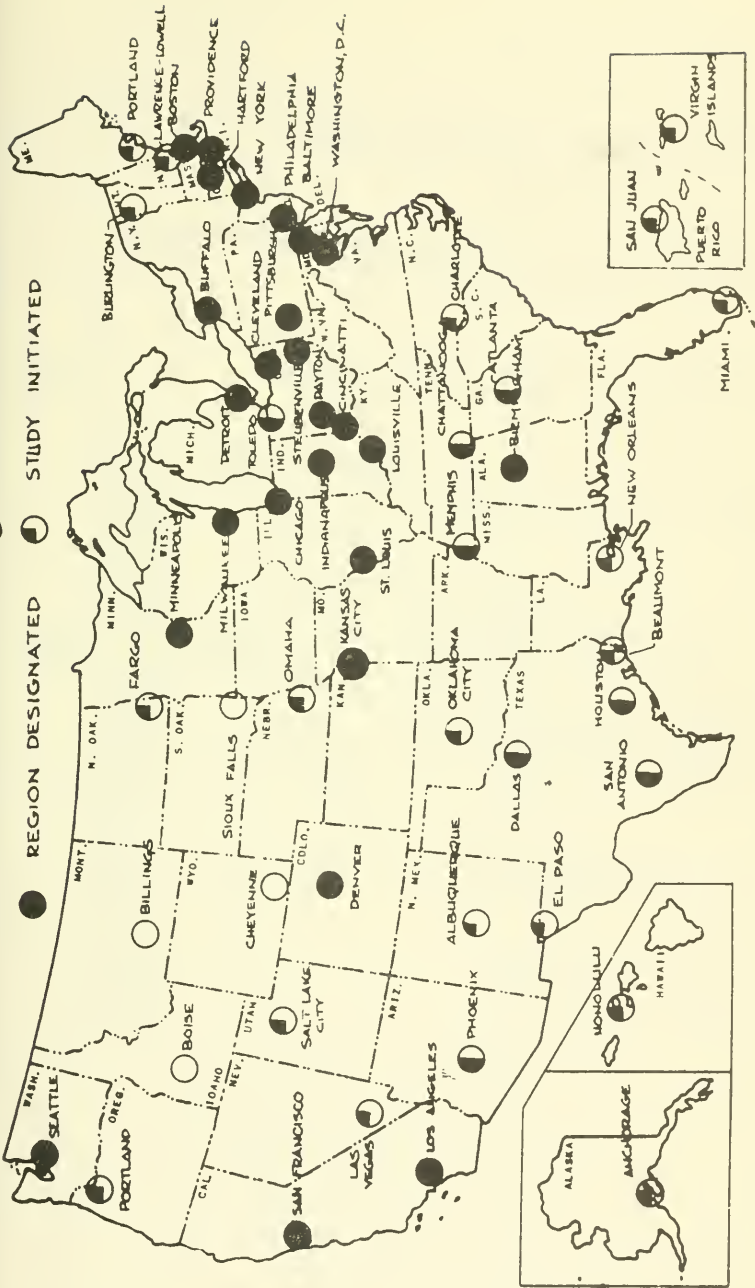 REGION DESIGNATED
STUDY INITIATED
WASH.
SEATTLE
OREG.
PORTLAND
CAL.
SAN FRANCISCO
NEV.
LAS VEGAS
LOS ANGELES
IDAHO
BOISE
UTAH
SALT LAKE CITY
ARIZ.
PHOENIX
MONT.
BILLINGS
WYO.
CHEYENNE
COLO.
DENVER
N. MEX.
ALBUQUERQUE
EL PASO
N. DAK.
FARGO
S. DAK.
SIOUX FALLS
NEBR.
OMAHA
KAN.
KANSAS CITY
OKLA.
OKLAHOMA CITY
TEXAS
DALLAS
HOUSTON
SAN ANTONIO
BEAUMONT
MINN.
MINNEAPOLIS
IOWA
MO.
ST. LOUIS
ARK.
LA.
NEW ORLEANS
WIS.
MILWAUKEE
ILL.
CHICAGO
MICH.
DETROIT
IND.
INDIANAPOLIS
TOLEDO
CLEVELAND
STEUBENVILLE
DAYTON
CINCINATTI
KY.
LOUISVILLE
TENN.
MEMPHIS
CHATTANOOGA
MISS.
ALA.
BIRMINGHAM
GA.
ATLANTA
FLA.
MIAMI
S. C.
N. C.
CHARLOTTE
VA.
W. VA.
PITTSBURGH
PA.
BUFFALO
N.Y.
BURLINGTON
VT.
ME.
PORTLAND
LAWRENCE-LOWELL
BOSTON
MASS.
PROVIDENCE
HARTFORD
NEW YORK
PHILADELPHIA
BALTIMORE
DEL.
MD.
WASHINGTON, D.C.
ALASKA
ANCHORAGE
HONOLULU
HAWAII
SAN JUAN
PUERTO RICO
VIRGIN ISLANDS